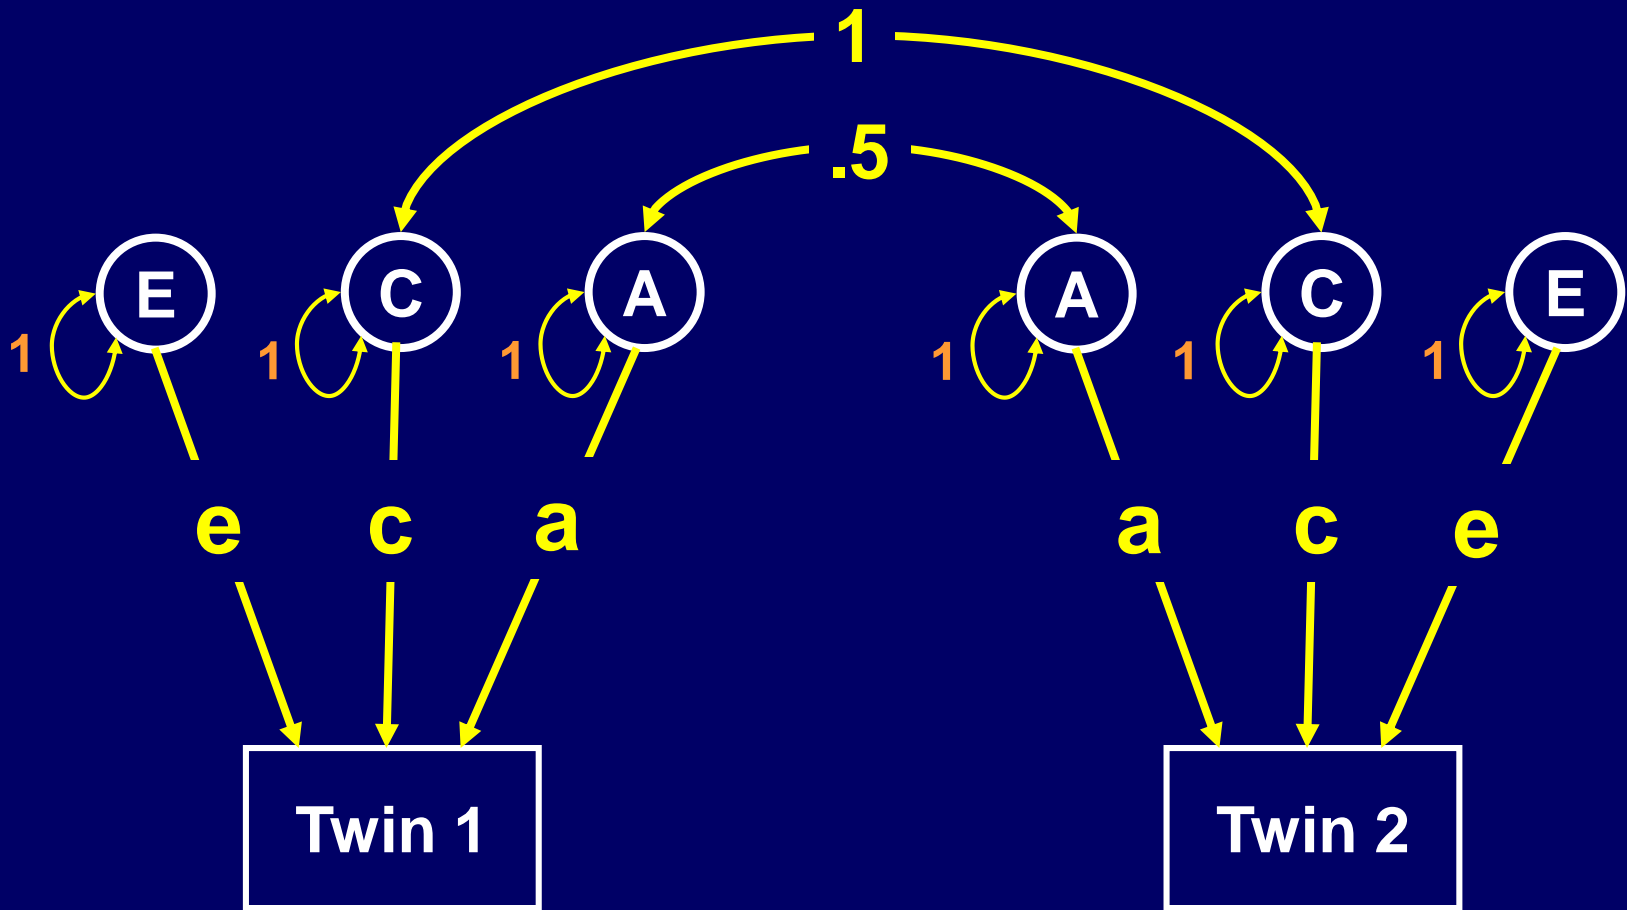 1
.5
E C A A C E
1 1 1 1 1 1
e c a a c e
Twin 1 Twin 2